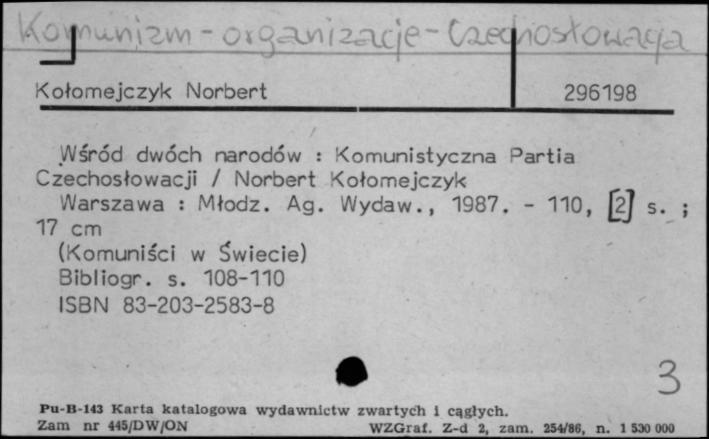 Komunizm - organizacje - Czechosłowacja
Kołomejczyk Norbert 296198
Wśród dwóch narodów : Komunistyczna Partia
Czechosłowacji / Norbert Kołomejczyk
Warszawa : Młodz. Ag. Wydaw., 1987. - 110, [2] s. ;
17 cm
(Komuniści w Świecie)
Bibliogr. s. 108-110
ISBN 83-203-2583-8
3
Pu-B-143 Karta katalogowa wydawnictw zwartych i cągłych.
Zam nr 445/DW/ON WZGraf. Z-d 2, zam. 254/86, n. 1 530 000